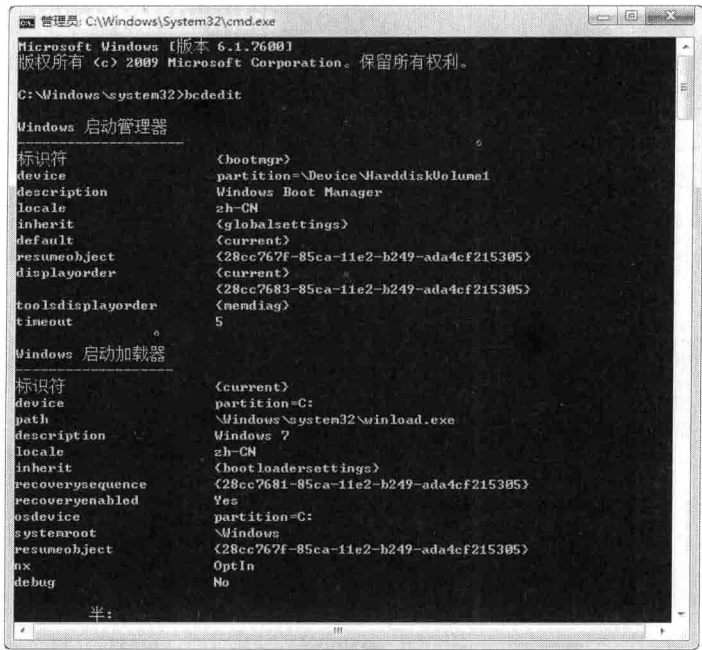 管理员: C:\Windows\System32\cmd.exe
Microsoft Windows [版本 6.1.7600]
版权所有 (c) 2009 Microsoft Corporation。保留所有权利。
C:\Windows\system32>bcdedit
Windows 启动管理器
--------------------
标识符 {bootmgr}
device partition=\Device\HarddiskVolume1
description Windows Boot Manager
locale zh-CN
inherit {globalsettings}
default {current}
resumeobject {28cc767f-85ca-11e2-b249-ada4cf215305}
displayorder {current}
{28cc7683-85ca-11e2-b249-ada4cf215305}
toolsdisplayorder {memdiag}
timeout 5
Windows 启动加载器
-------------------
标识符 {current}
device partition=C:
path \Windows\system32\winload.exe
description Windows 7
locale zh-CN
inherit {bootloadersettings}
recoverysequence {28cc7681-85ca-11e2-b249-ada4cf215305}
recoveryenabled Yes
osdevice partition=C:
systemroot \Windows
resumeobject {28cc767f-85ca-11e2-b249-ada4cf215305}
nx OptIn
debug No
半: